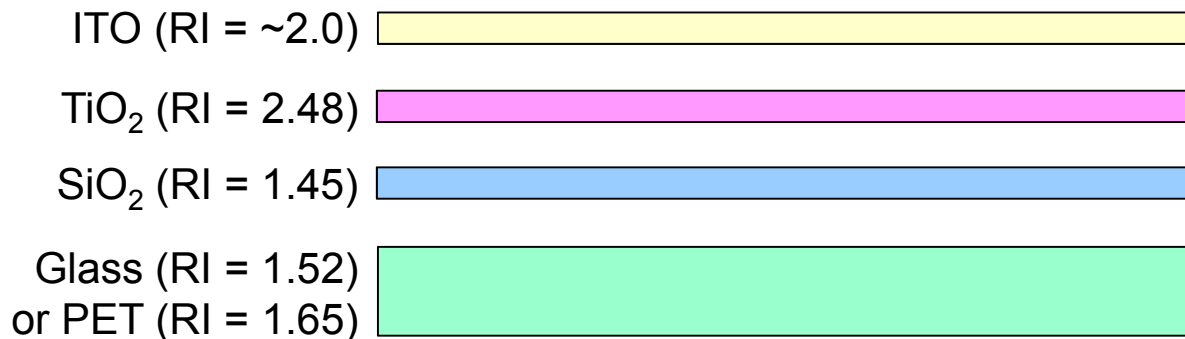 ITO (RI = ~2.0)
TiO₂ (RI = 2.48)
SiO₂ (RI = 1.45)
Glass (RI = 1.52)
or PET (RI = 1.65)